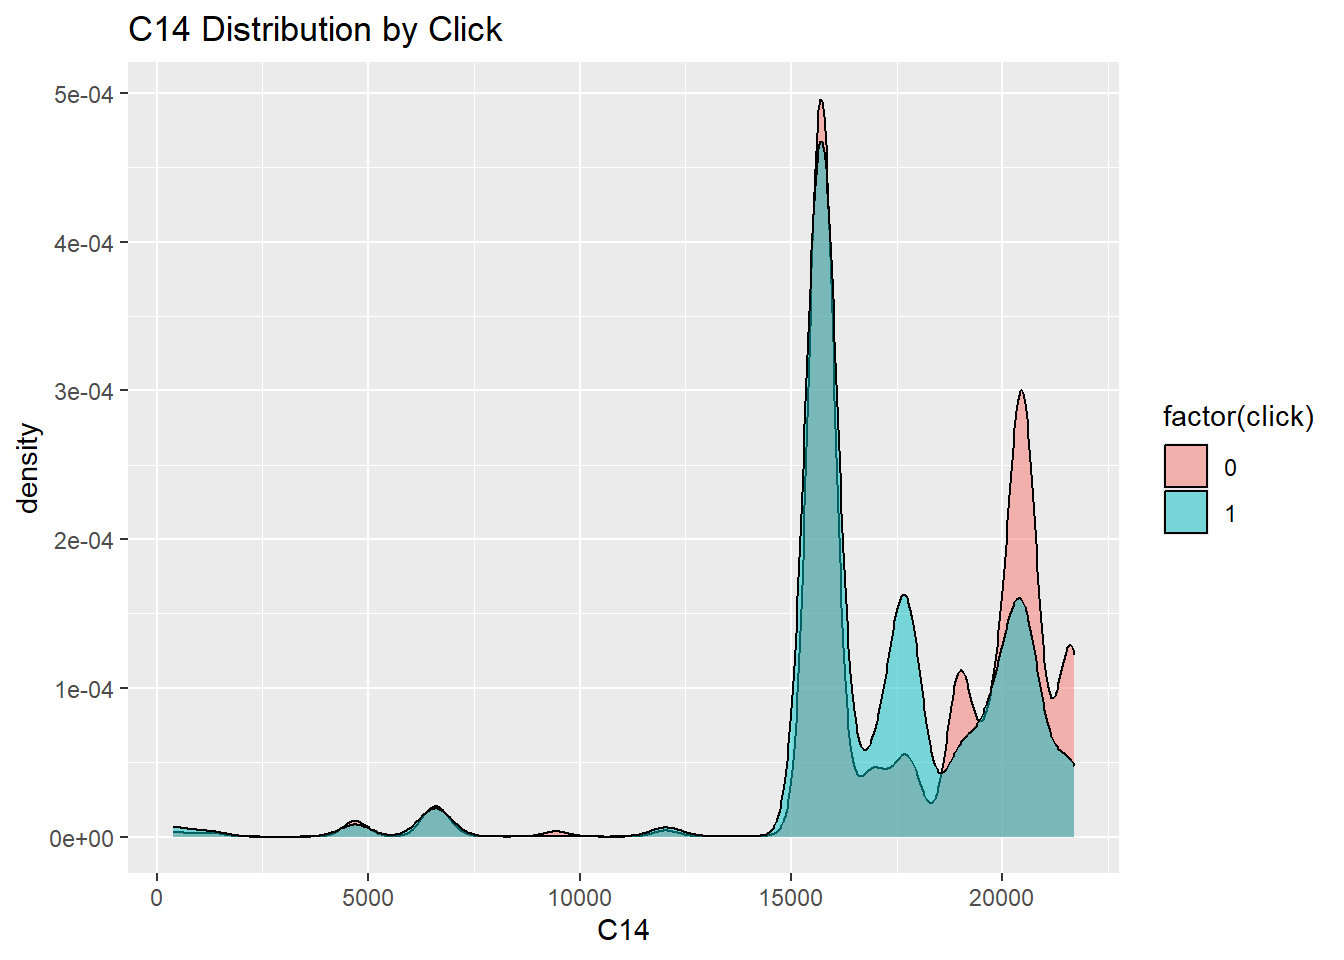 C14 Distribution by Click
5e-04
4e-04
3e-04
2e-04
1e-04
0e+00
density
0 5000 10000 15000 20000
C14
factor(click)
0
1